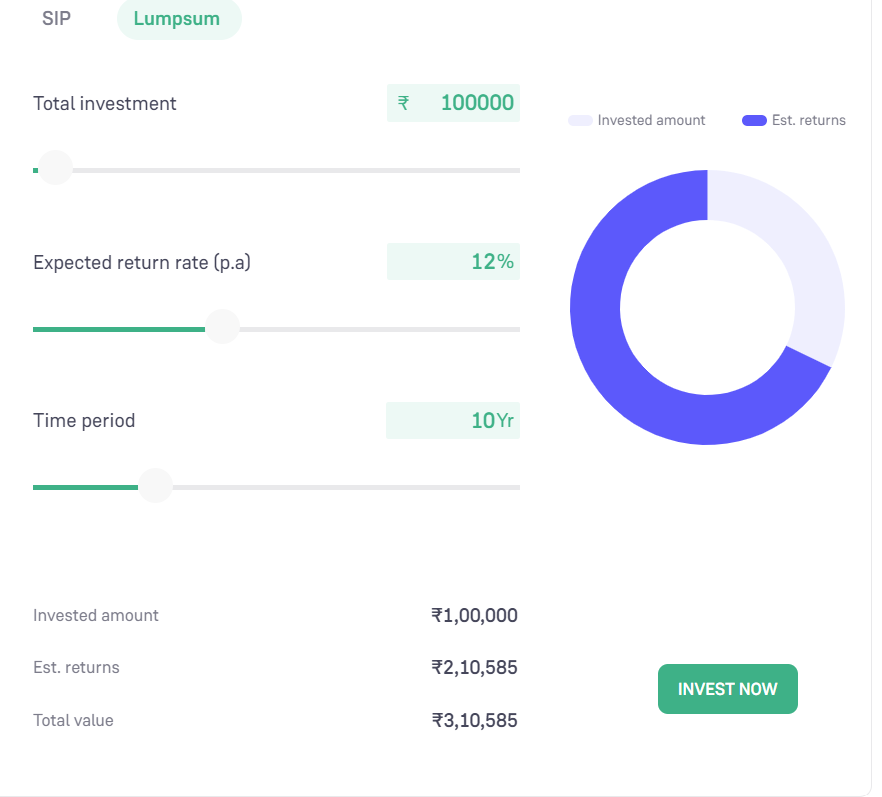 SIP Lumpsum
Total investment ₹ 100000
Invested amount Est. returns
Expected return rate (p.a) 12%
Time period 10Yr
Invested amount ₹1,00,000
Est. returns ₹2,10,585
INVEST NOW
Total value ₹3,10,585